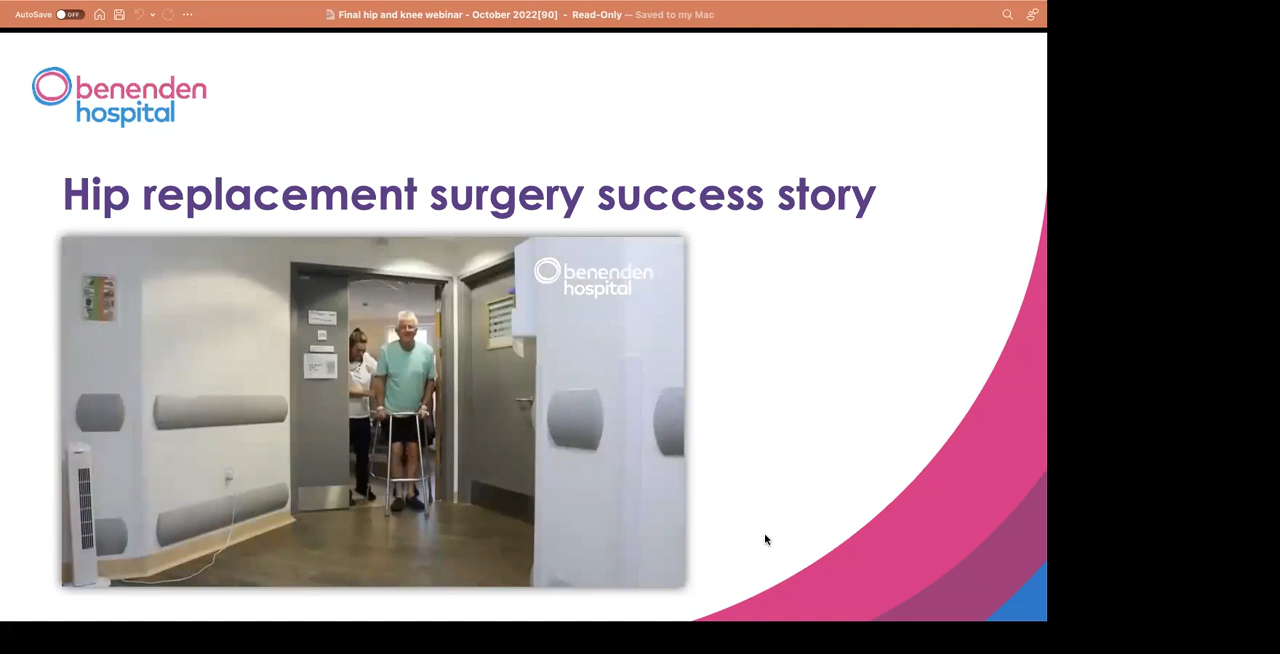 AutoSave OFF
Final hip and knee webinar - October 2022[90] - Read-Only — Saved to my Mac
benenden
hospital
Hip replacement surgery success story
benenden
hospital